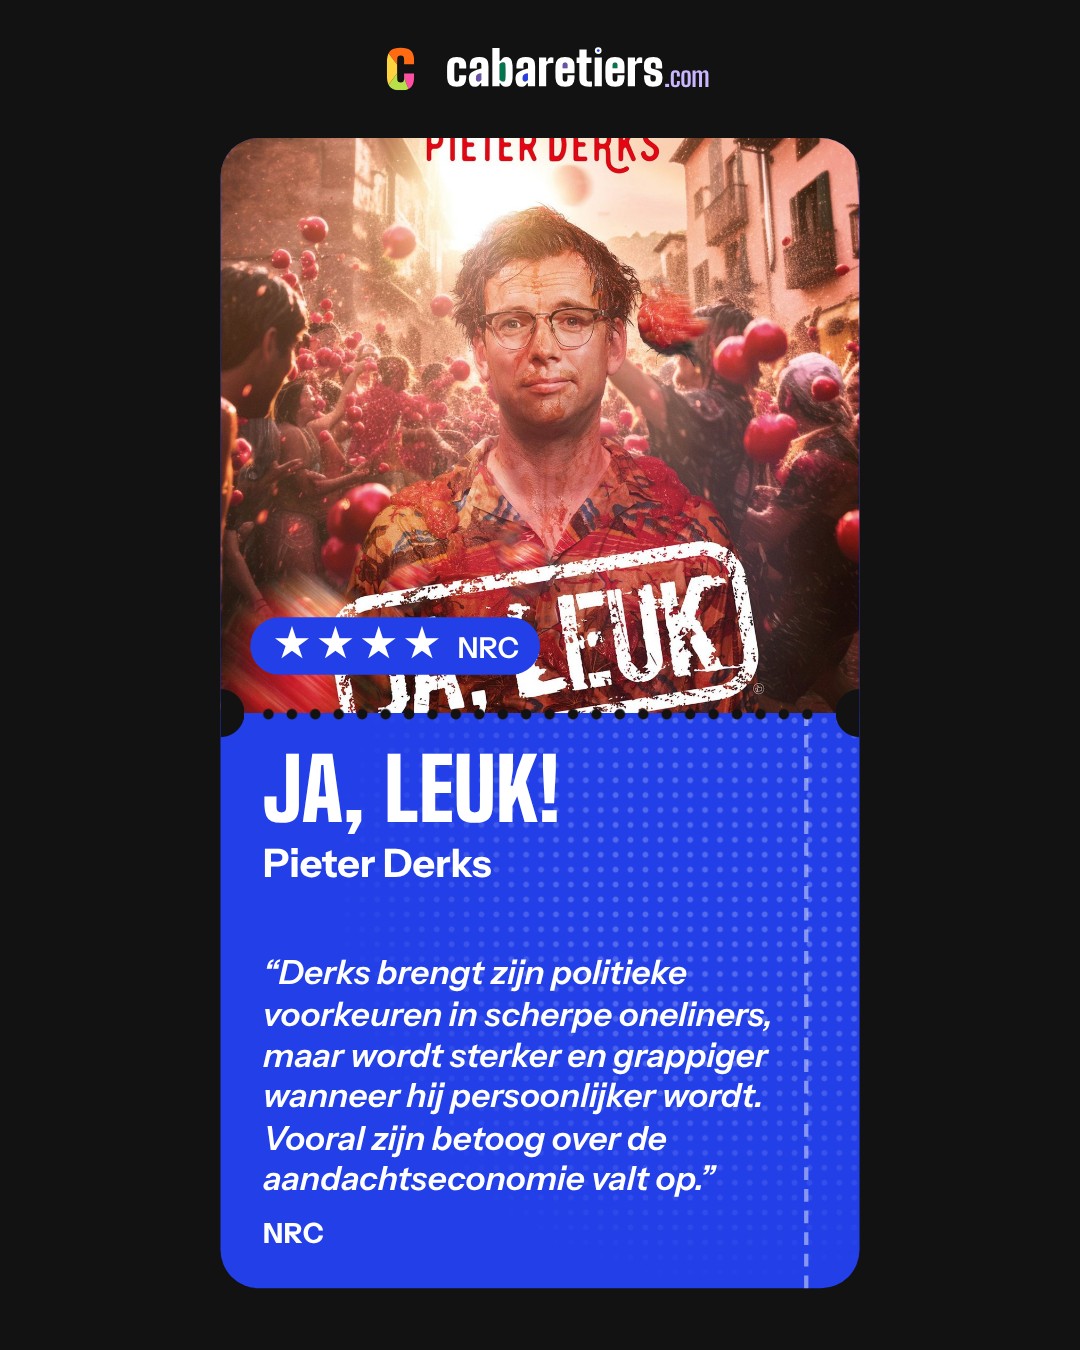 cabaretiers.com
PIETER DERKS
JA, LEUK
★★★★ NRC
JA, LEUK!
Pieter Derks
“Derks brengt zijn politieke
voorkeuren in scherpe oneliners,
maar wordt sterker en grappiger
wanneer hij persoonlijker wordt.
Vooral zijn betoog over de
aandachtseconomie valt op.”
NRC